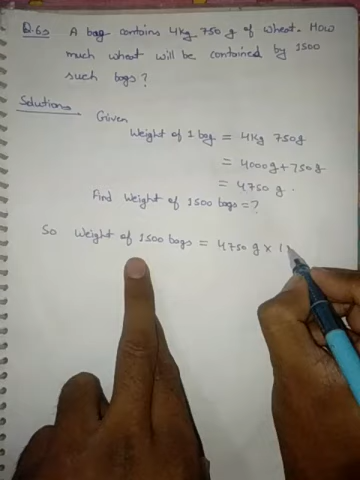 Q.6> A bag contains 4Kg 750 g of wheat. How
much wheat will be contained by 1500
such bags?
Solution
Given
Weight of 1 bag = 4Kg 750g
= 4000g + 750 g
= 4750 g.
And Weight of 1500 bags = ?
So Weight of 1500 bags = 4750 g × 1